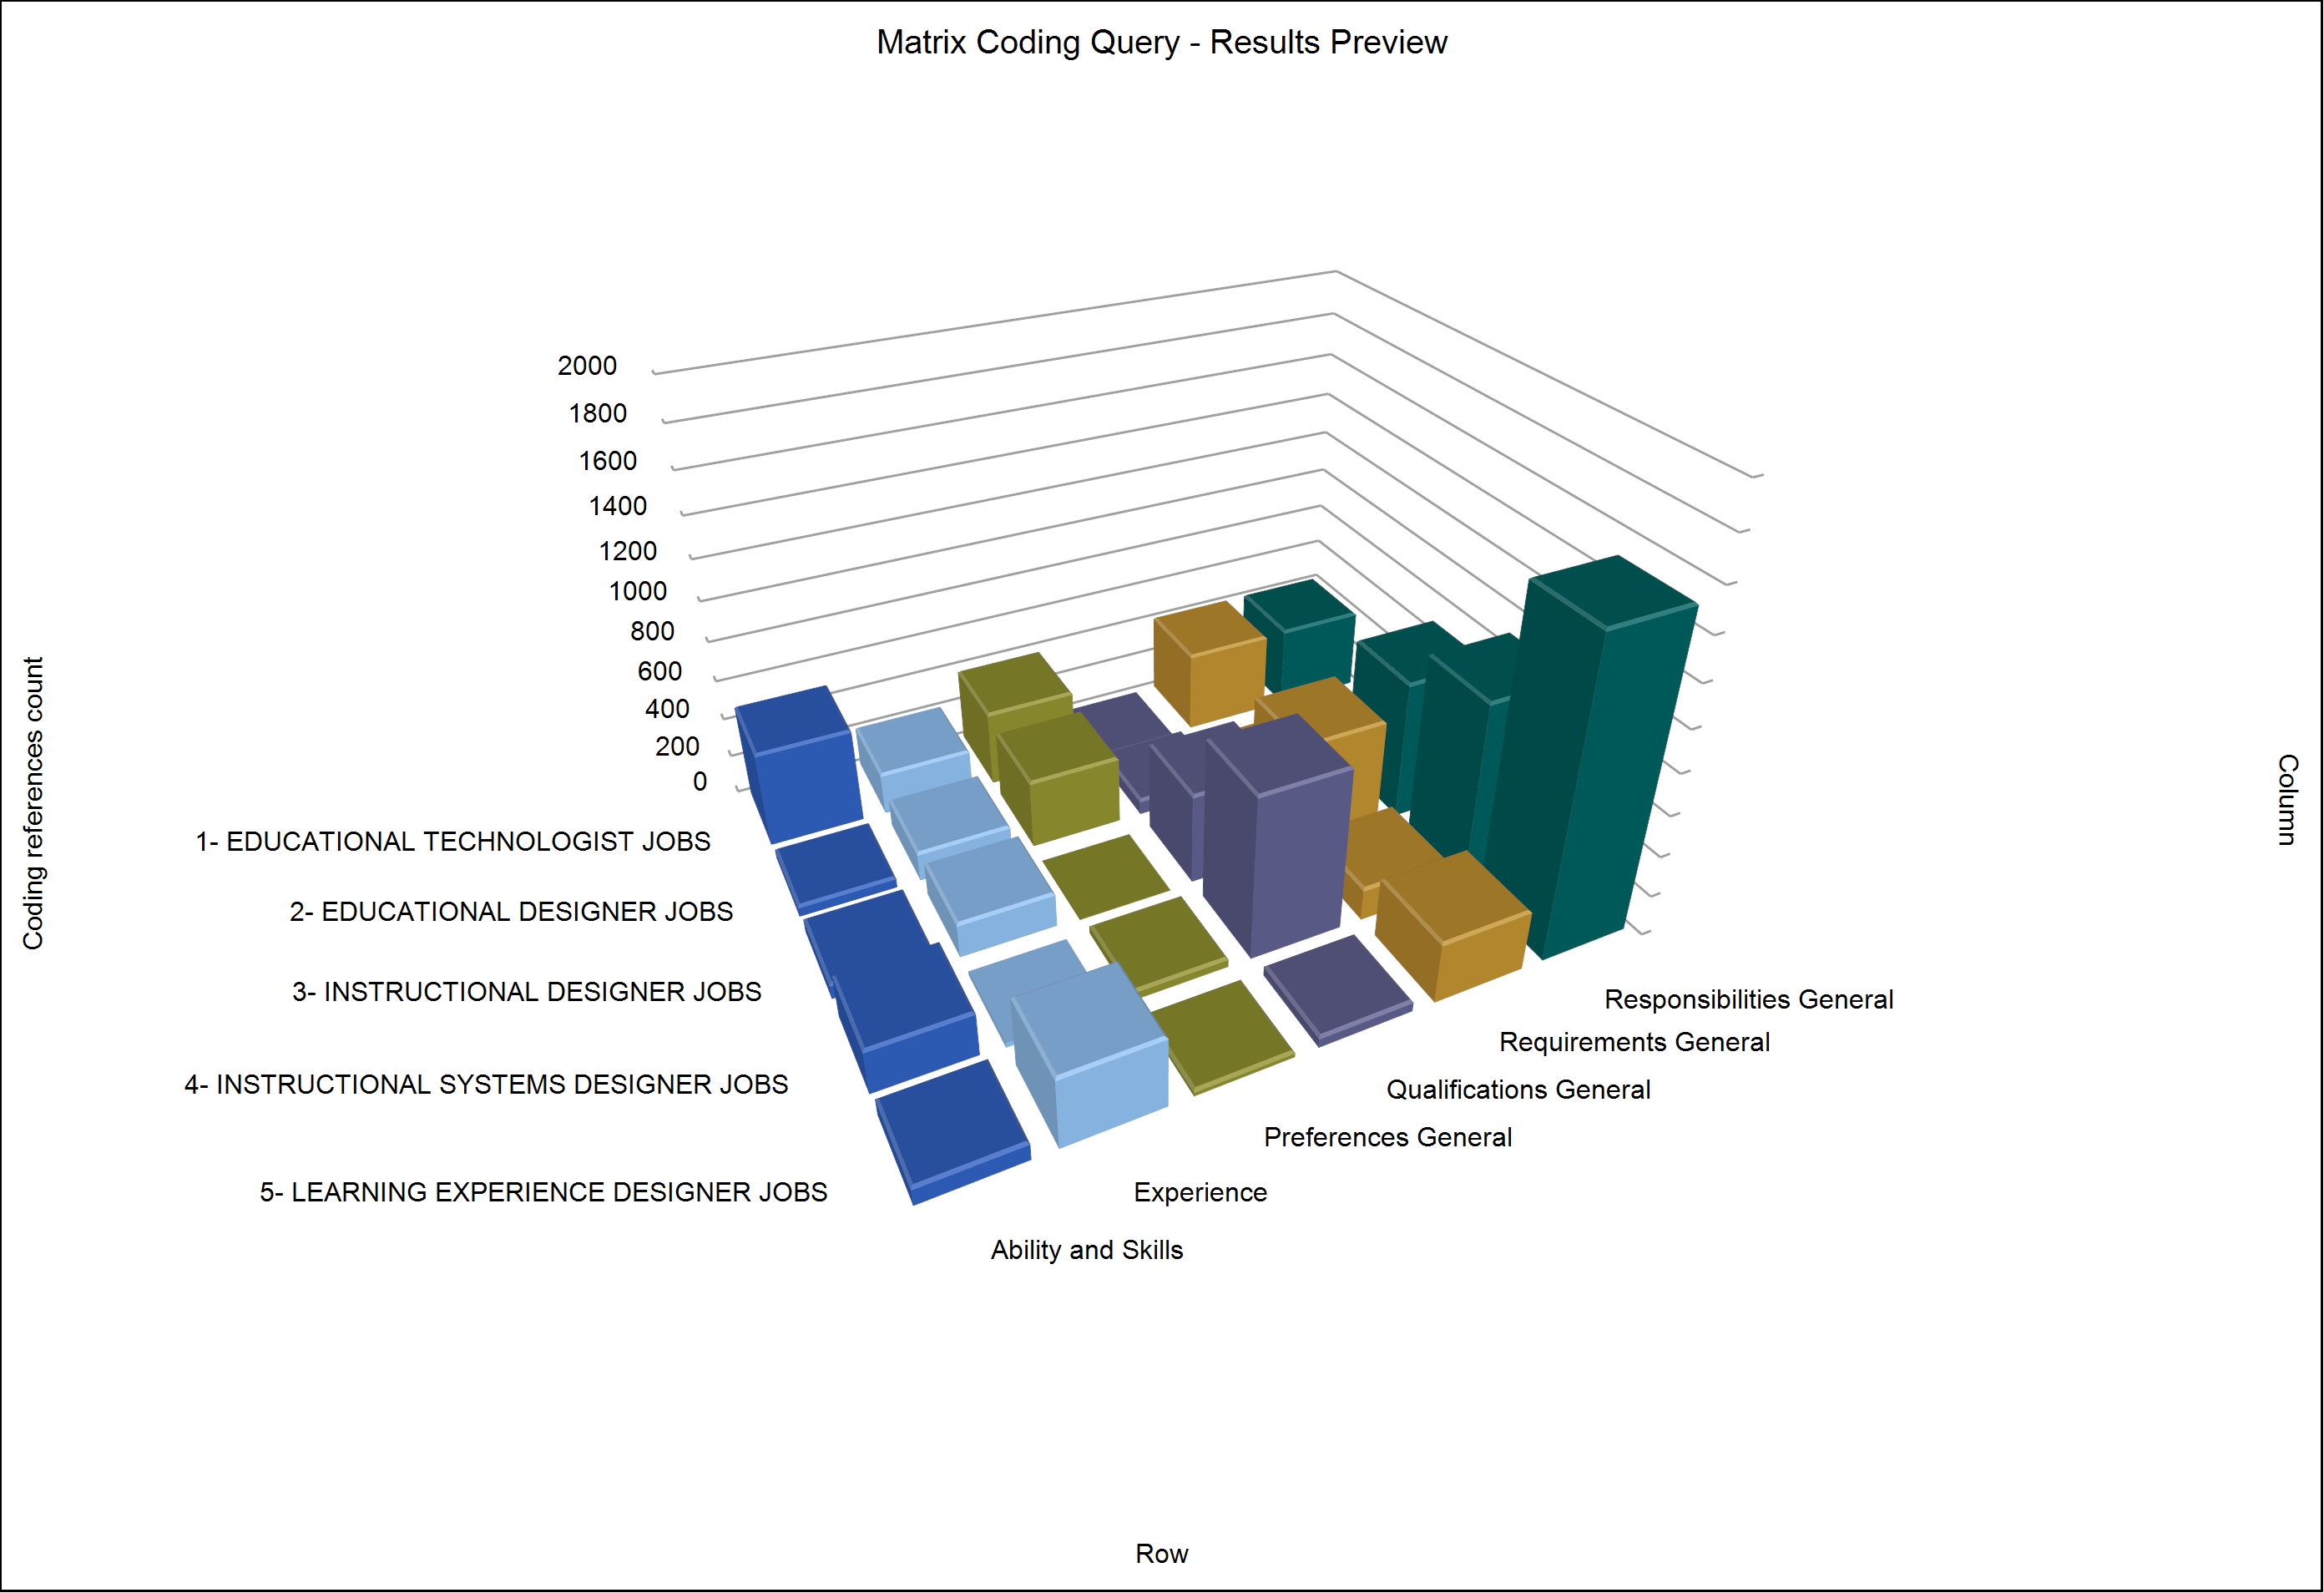 Matrix Coding Query - Results Preview
2000
1800
1600
1400
1200
1000
800
600
400
200
0
Coding references count
Column
1- EDUCATIONAL TECHNOLOGIST JOBS
2- EDUCATIONAL DESIGNER JOBS
3- INSTRUCTIONAL DESIGNER JOBS
4- INSTRUCTIONAL SYSTEMS DESIGNER JOBS
5- LEARNING EXPERIENCE DESIGNER JOBS
Responsibilities General
Requirements General
Qualifications General
Preferences General
Experience
Ability and Skills
Row